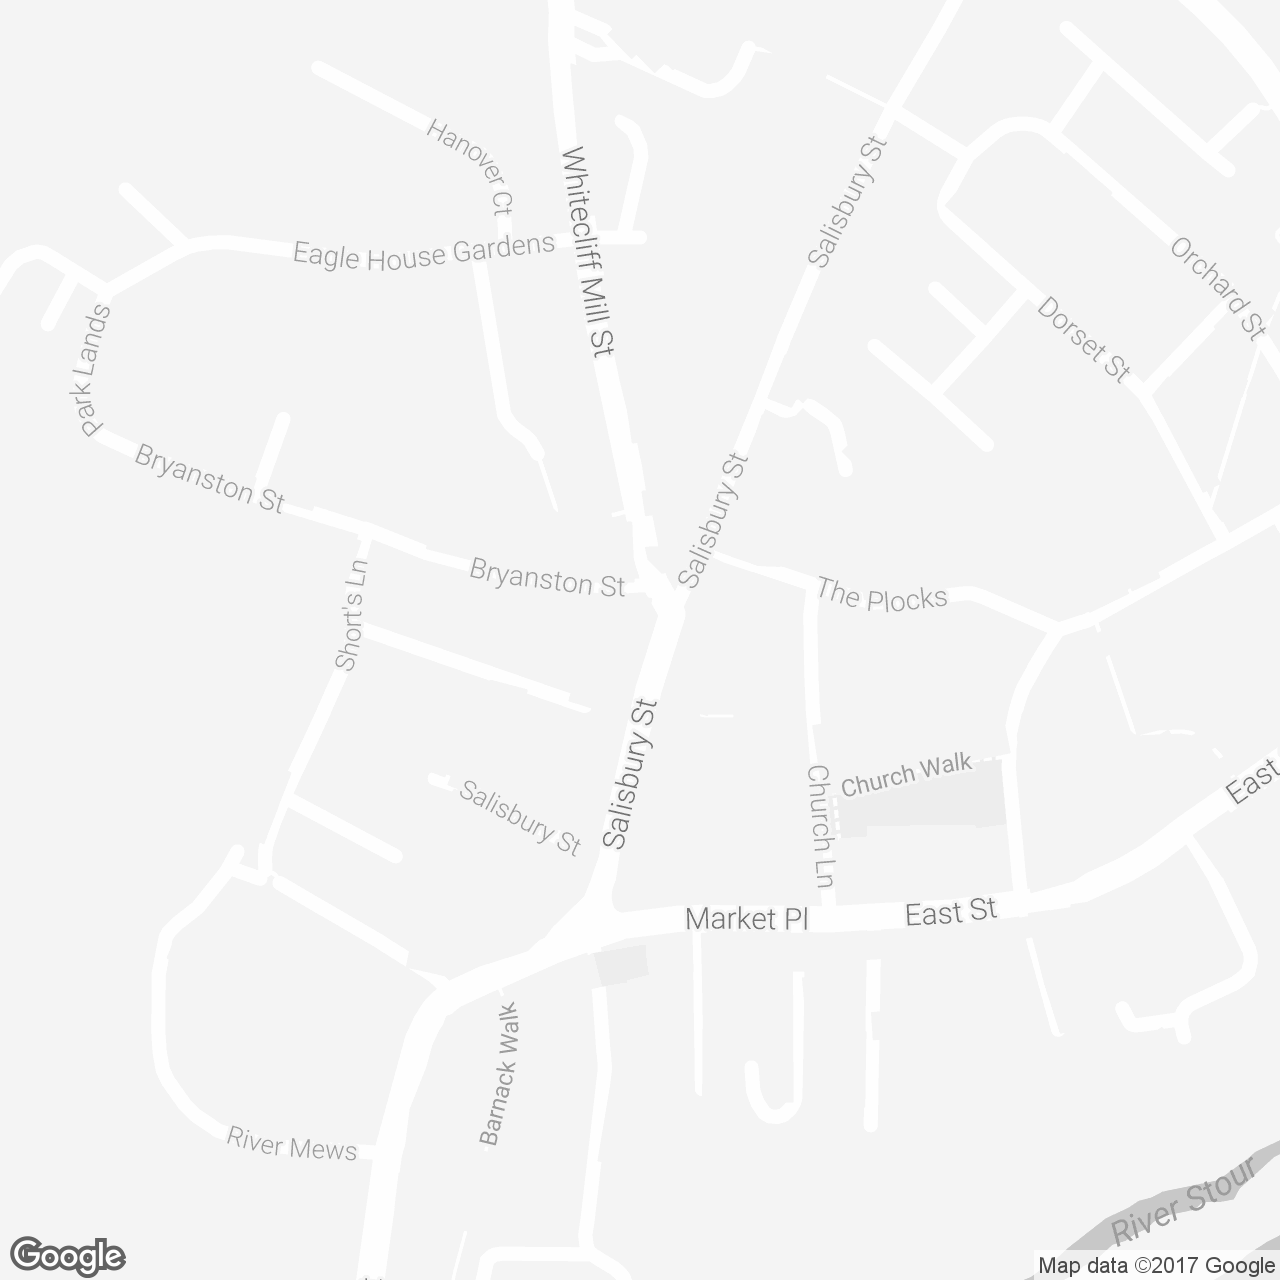 Hanover Ct
Whitecliff Mill St
Salisbury St
Eagle House Gardens
Orchard St
Park Lands
Dorset St
Bryanston St
Salisbury St
Bryanston St
The Plocks
Short's Ln
Salisbury St
Church Walk
East
Salisbury St
Church Ln
Market Pl
East St
Barnack Walk
River Mews
River Stour
Google
Map data ©2017 Google